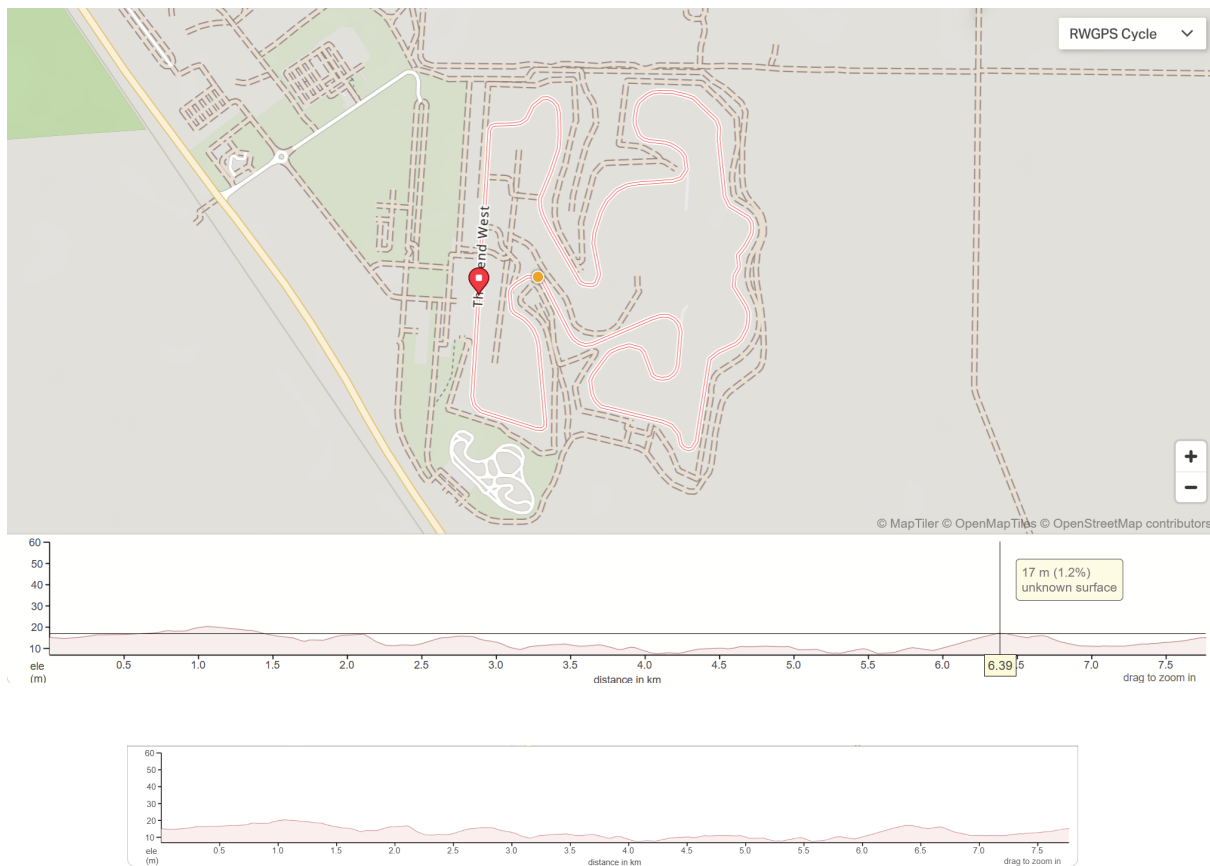 RWGPS Cycle
The Bend West
+
−
© MapTiler © OpenMapTiles © OpenStreetMap contributors
60
50
40
30
20
10
ele
(m)
17 m (1.2%)
unknown surface
0.5 1.0 1.5 2.0 2.5 3.0 3.5 4.0 4.5 5.0 5.5 6.0 6.39 .5 7.0 7.5
distance in km
drag to zoom in
60
50
40
30
20
10
ele
(m)
0.5 1.0 1.5 2.0 2.5 3.0 3.5 4.0 4.5 5.0 5.5 6.0 6.5 7.0 7.5
distance in km
drag to zoom in